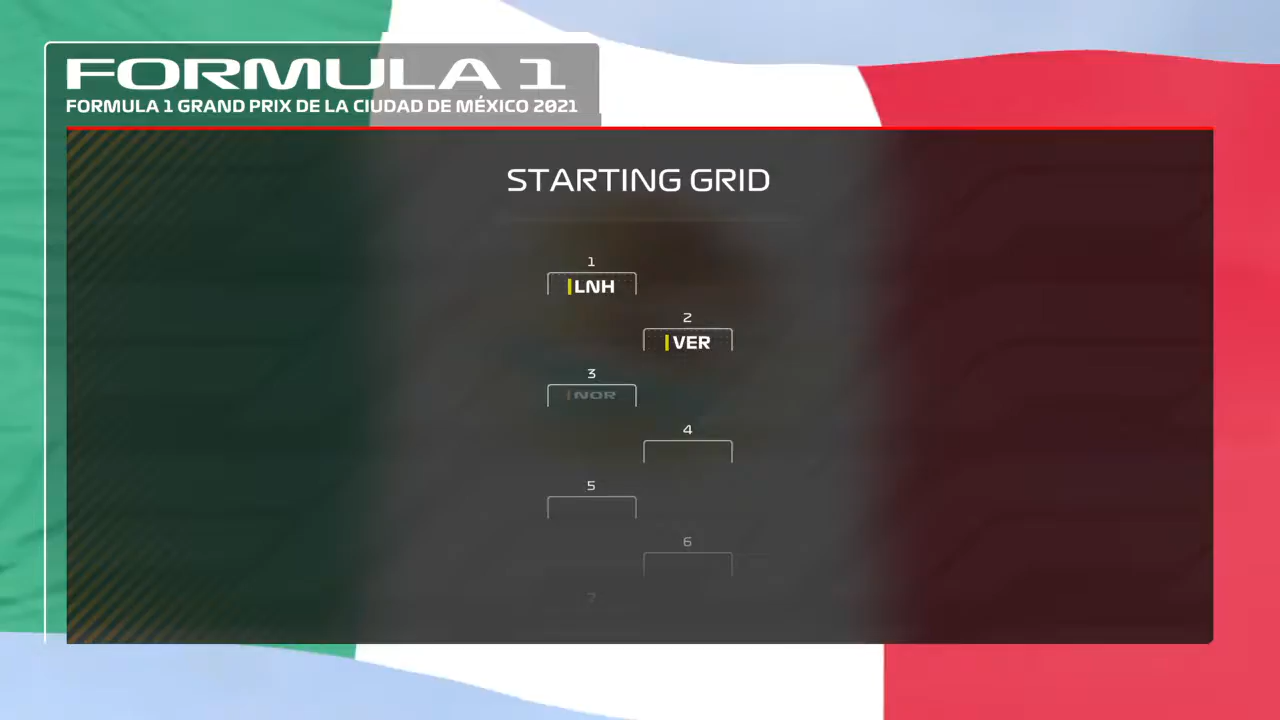 FORMULA 1
FORMULA 1 GRAND PRIX DE LA CIUDAD DE MÉXICO 2021
STARTING GRID
1
LNH
2
VER
3
NOR
4
5
6
7